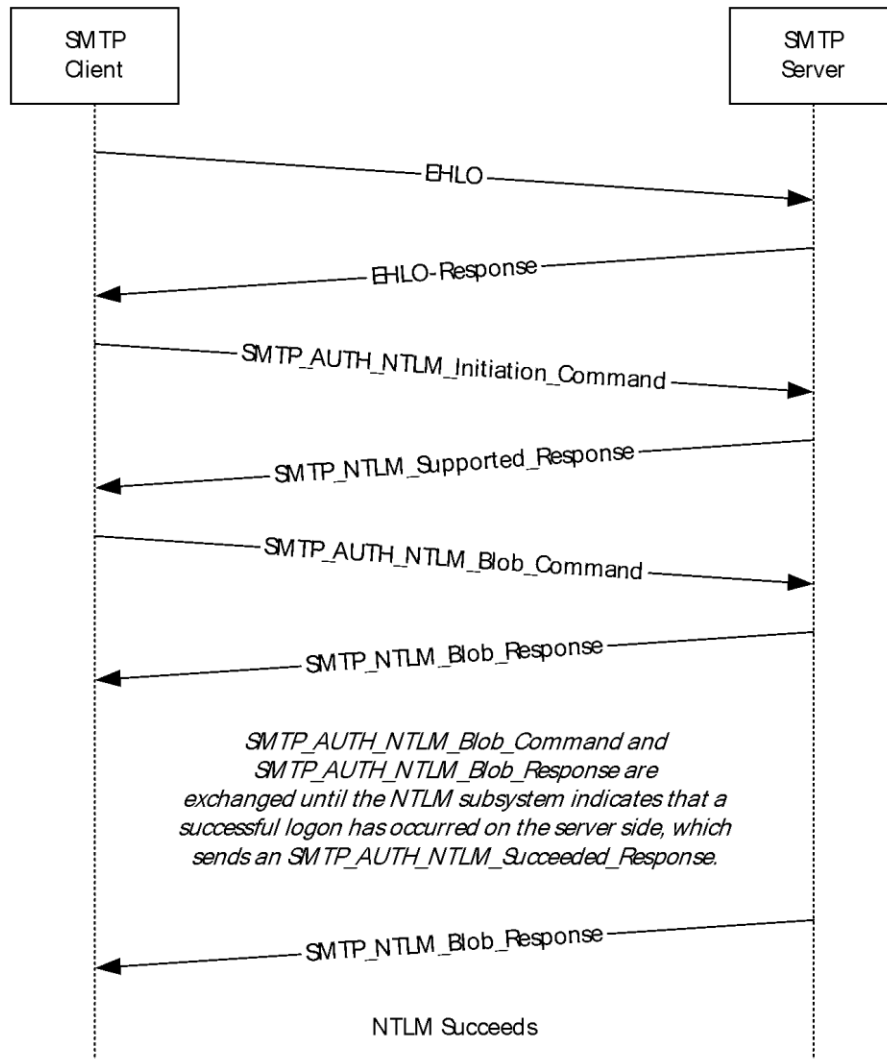 SMTP
Client
SMTP
Server
EHLO
EHLO-Response
SMTP_AUTH_NTLM_Initiation_Command
SMTP_NTLM_Supported_Response
SMTP_AUTH_NTLM_Blob_Command
SMTP_NTLM_Blob_Response
SMTP_AUTH_NTLM_Blob_Command and
SMTP_AUTH_NTLM_Blob_Response are
exchanged until the NTLM subsystem indicates that a
successful logon has occurred on the server side, which
sends an SMTP_AUTH_NTLM_Succeeded_Response.
SMTP_NTLM_Blob_Response
NTLM Succeeds